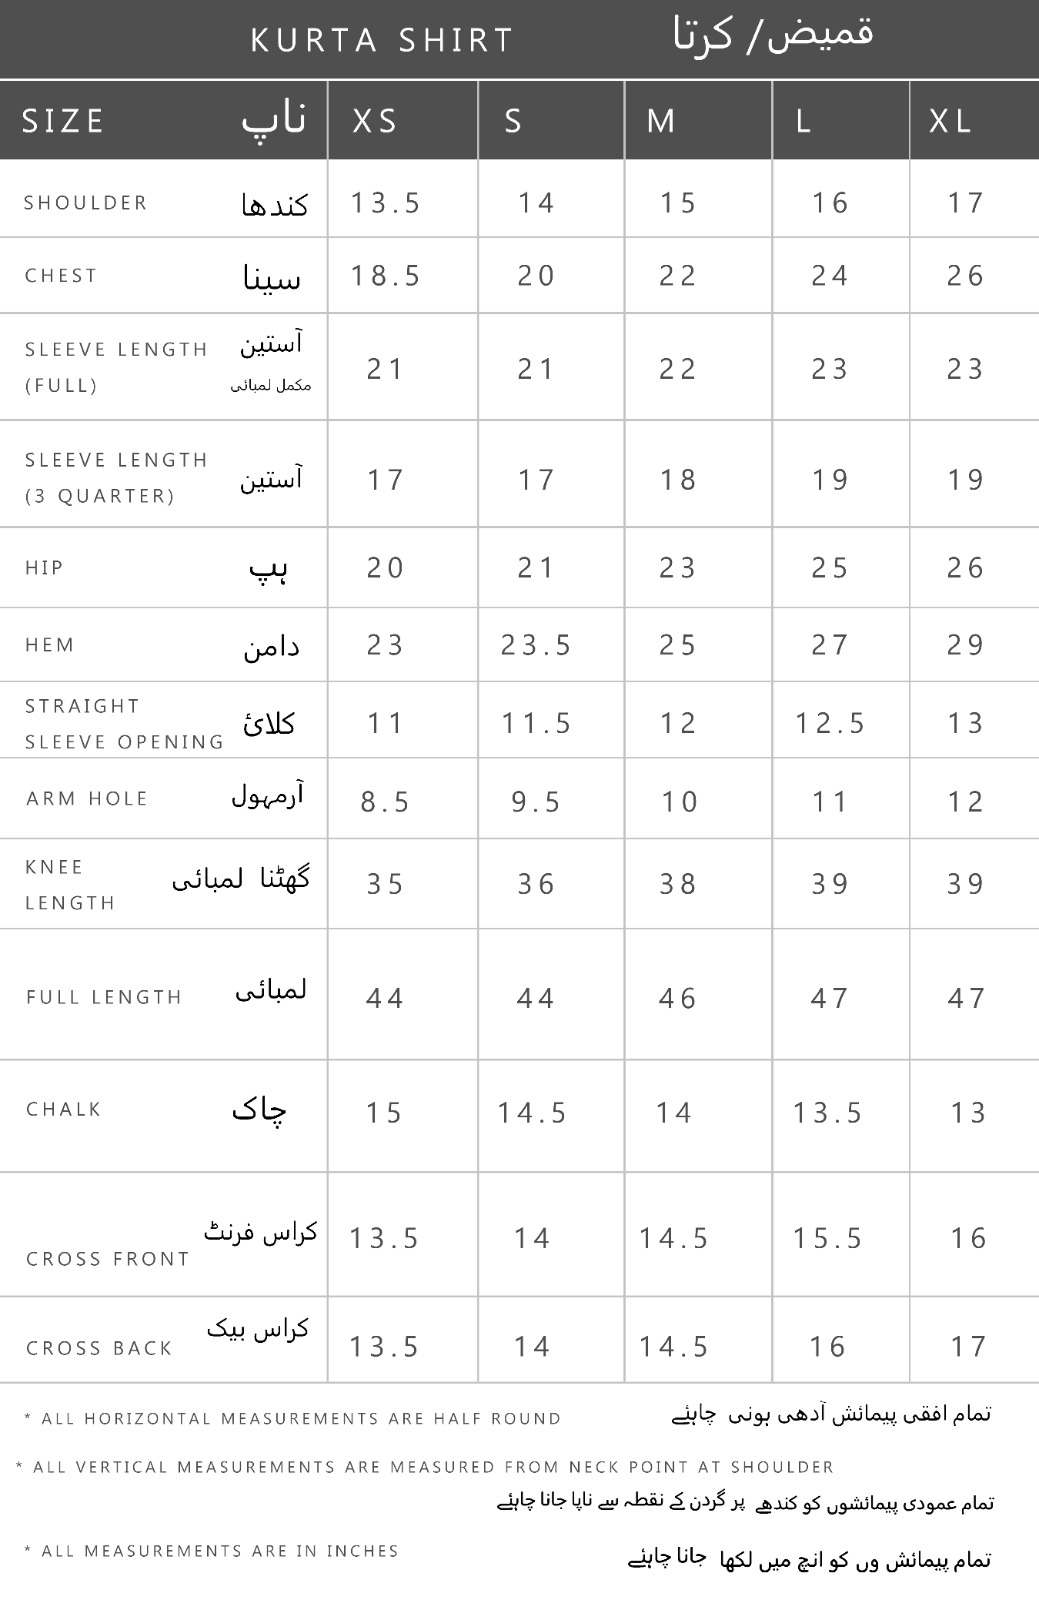 KURTA SHIRT قمیض/ کرتا
SIZE ناپ XS S M L XL
SHOULDER کندھا 13.5 14 15 16 17
CHEST سینا 18.5 20 22 24 26
SLEEVE LENGTH آستین
(FULL) مکمل لمبائی 21 21 22 23 23
SLEEVE LENGTH
(3 QUARTER) آستین 17 17 18 19 19
HIP ہپ 20 21 23 25 26
HEM دامن 23 23.5 25 27 29
STRAIGHT
SLEEVE OPENING کلائ 11 11.5 12 12.5 13
ARM HOLE آرمہول 8.5 9.5 10 11 12
KNEE
LENGTH گھٹنا لمبائی 35 36 38 39 39
FULL LENGTH لمبائی 44 44 46 47 47
CHALK چاک 15 14.5 14 13.5 13
CROSS FRONT کراس فرنٹ 13.5 14 14.5 15.5 16
CROSS BACK کراس بیک 13.5 14 14.5 16 17
* ALL HORIZONTAL MEASUREMENTS ARE HALF ROUND تمام افقی پیمائش آدھی ہونی چاہئے
* ALL VERTICAL MEASUREMENTS ARE MEASURED FROM NECK POINT AT SHOULDER
تمام عمودی پیمائشوں کو کندھے پر گردن کے نقطہ سے ناپا جانا چاہئے
* ALL MEASUREMENTS ARE IN INCHES تمام پیمائش وں کو انچ میں لکھا جانا چاہئے